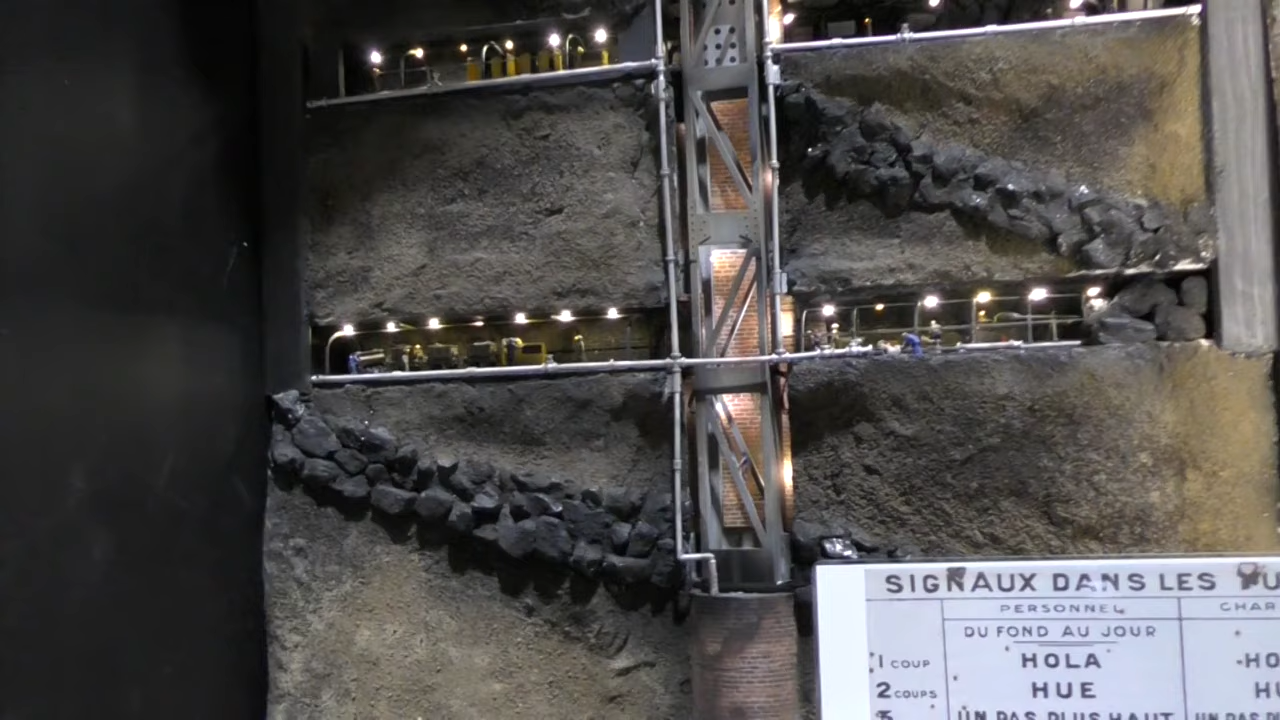 SIGNAUX DANS LES
PERSONNEL
DU FOND AU JOUR
1 COUP HOLA
2 COUPS HUE
UN PAS PLUS HAUT